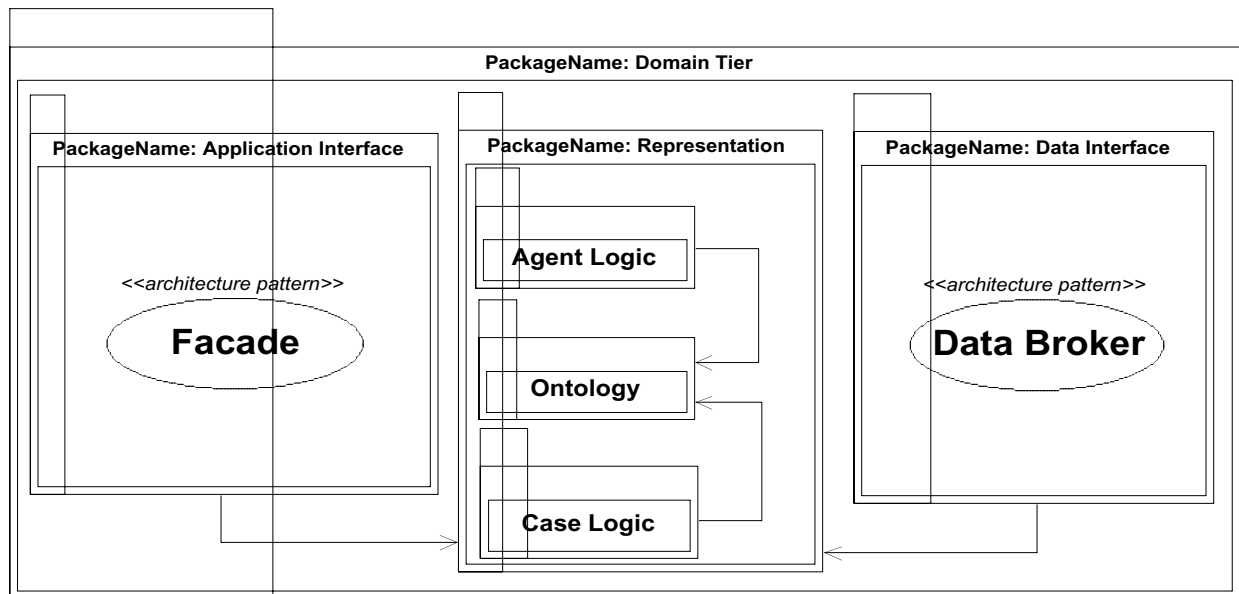 PackageName: Domain Tier
PackageName: Application Interface
<<architecture pattern>>
Facade
PackageName: Representation
Agent Logic
Ontology
Case Logic
PackageName: Data Interface
<<architecture pattern>>
Data Broker